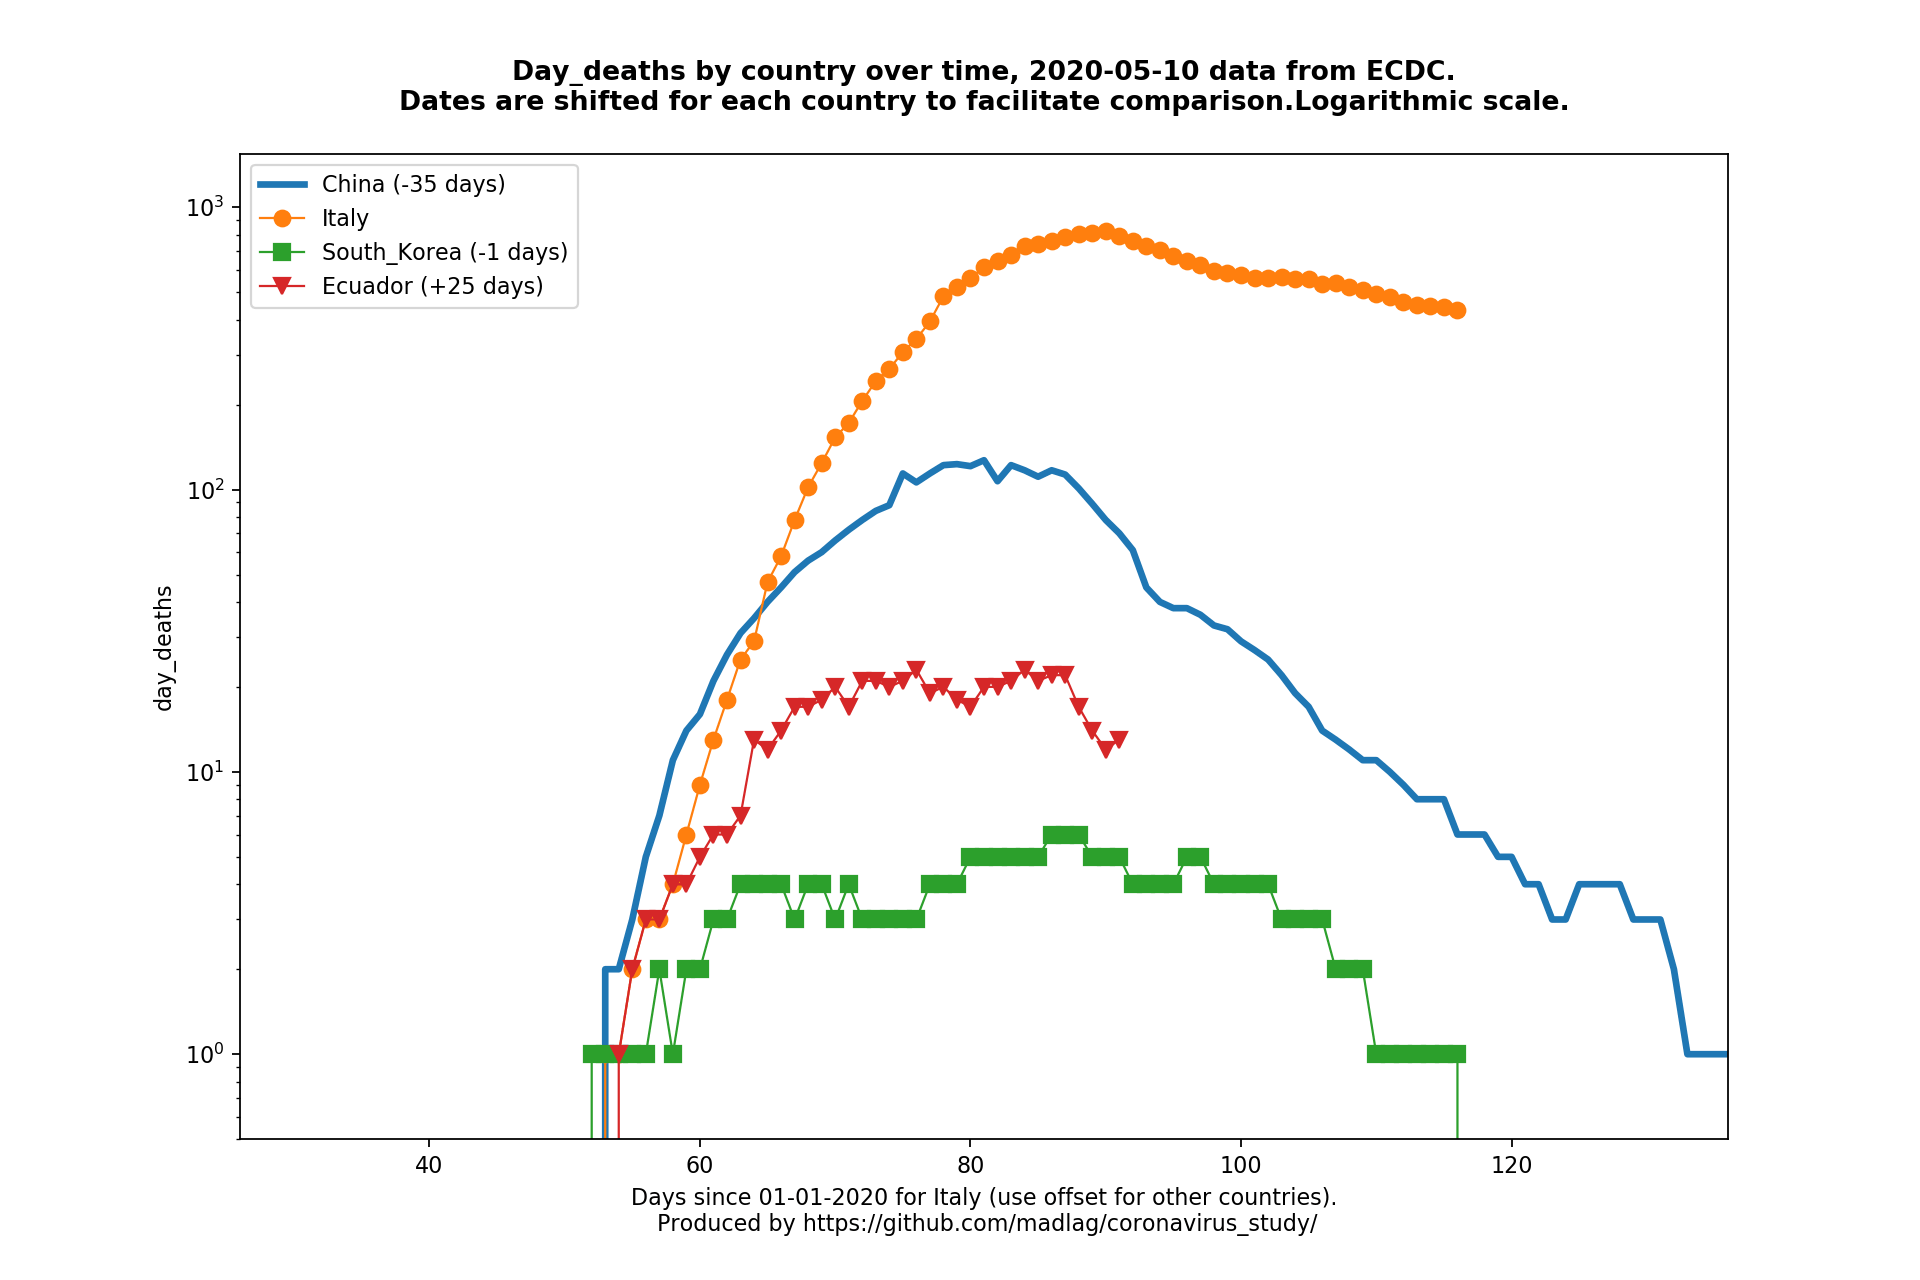 Day_deaths by country over time, 2020-05-10 data from ECDC.
Dates are shifted for each country to facilitate comparison.Logarithmic scale.
China (-35 days)
Italy
South_Korea (-1 days)
Ecuador (+25 days)
10³
10²
10¹
10⁰
day_deaths
40 60 80 100 120
Days since 01-01-2020 for Italy (use offset for other countries).
Produced by https://github.com/madlag/coronavirus_study/